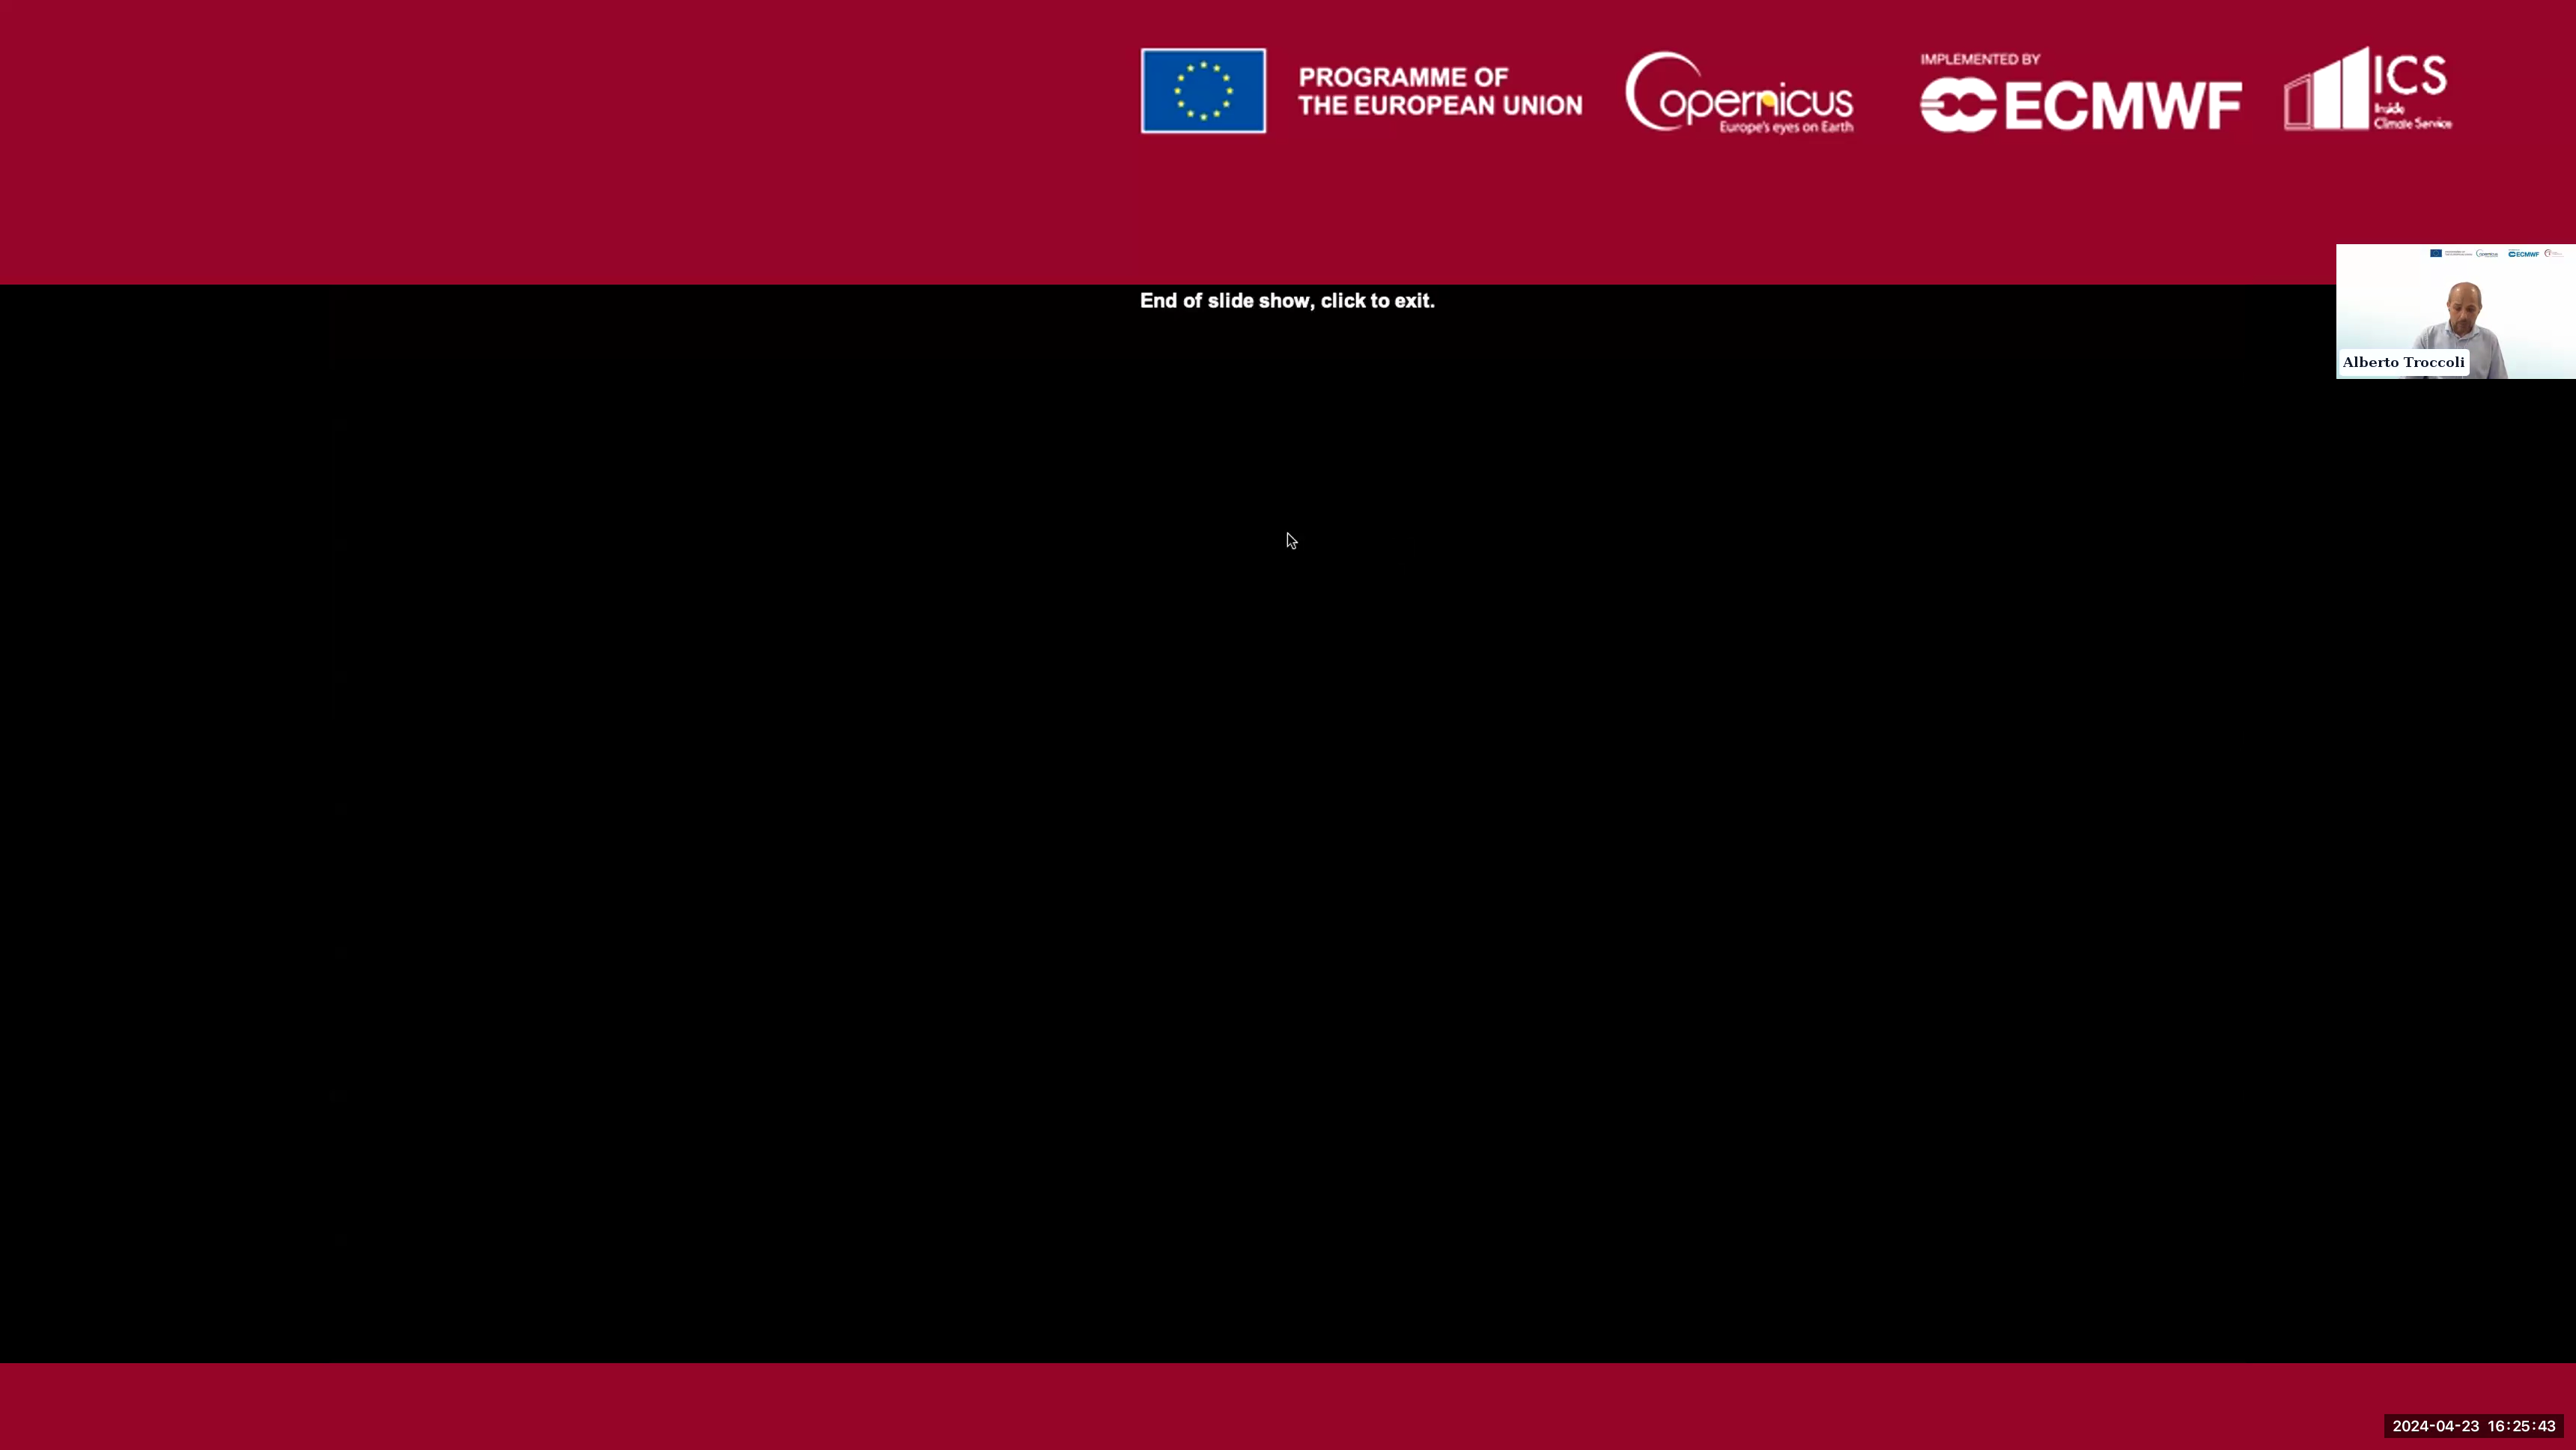 PROGRAMME OF
THE EUROPEAN UNION
Copernicus
Europe's eyes on Earth
IMPLEMENTED BY
ECMWF
ICS
Inside
Climate Service
End of slide show, click to exit.
ECMWF
Alberto Troccoli
2024-04-23 16:25:43